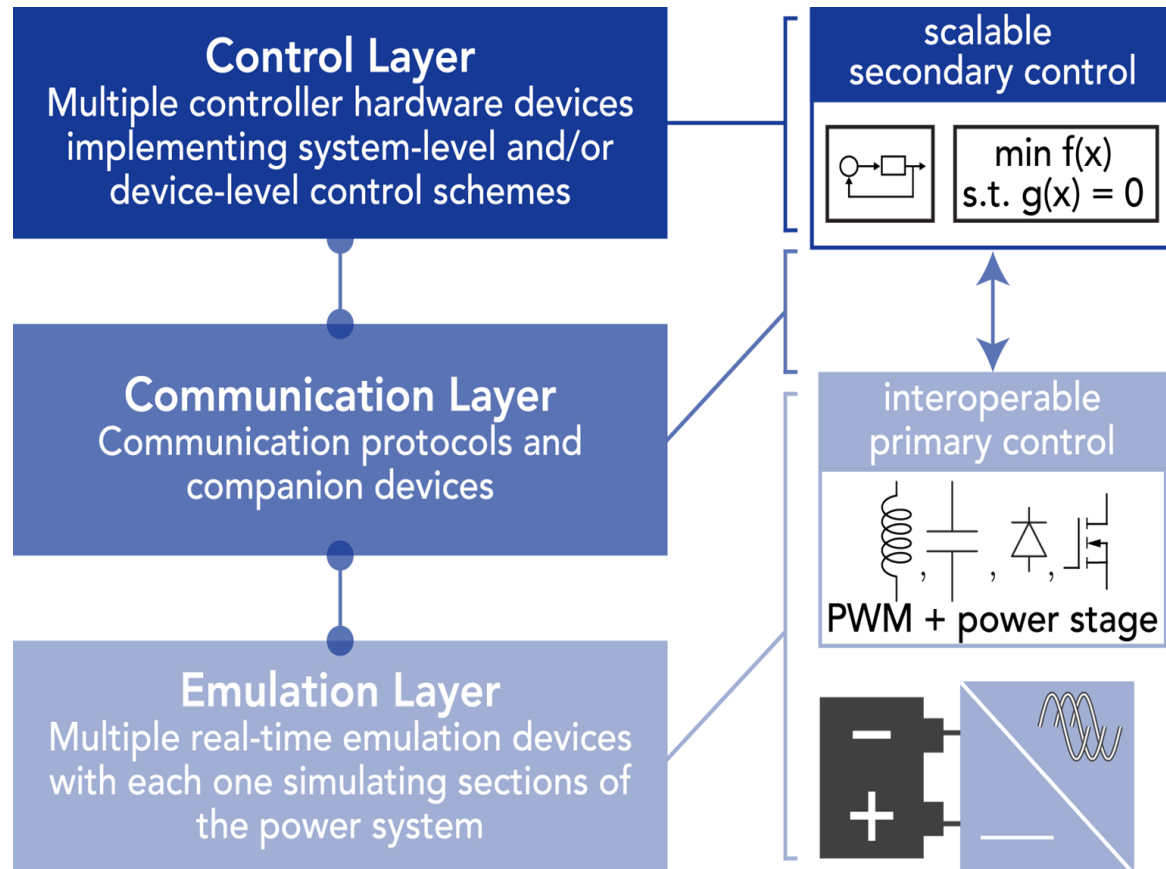 Control Layer
Multiple controller hardware devices
implementing system-level and/or
device-level control schemes
Communication Layer
Communication protocols and
companion devices
Emulation Layer
Multiple real-time emulation devices
with each one simulating sections of
the power system
scalable
secondary control
min f(x)
s.t. g(x) = 0
interoperable
primary control
, , ,
PWM + power stage